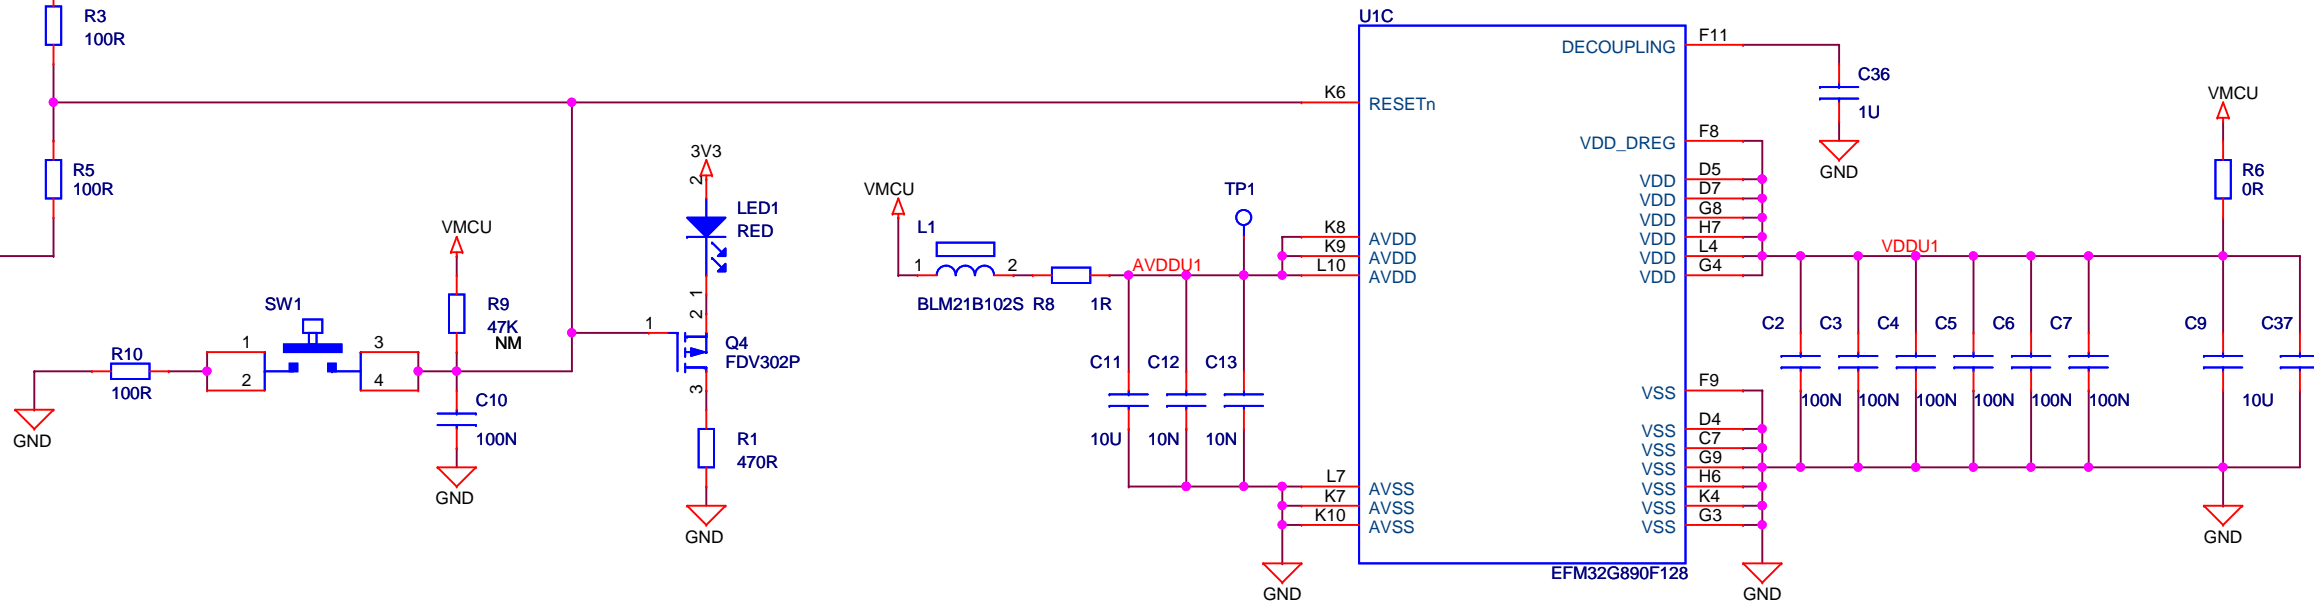 R3
100R
R5
100R
SW1
1
2
3
4
R10
100R
GND
VMCU
R9
47K
NM
C10
100N
GND
3V3
2
LED1
RED
1
2
1
Q4
FDV302P
3
R1
470R
GND
VMCU
L1
1
2
BLM21B102S
R8
1R
AVDDU1
TP1
C11
C12
C13
10U
10N
10N
GND
U1C
K6
RESETn
K8
AVDD
K9
AVDD
L10
AVDD
L7
AVSS
K7
AVSS
K10
AVSS
DECOUPLING
F11
VDD_DREG
F8
VDD
D5
VDD
D7
VDD
G8
VDD
H7
VDD
L4
VDD
G4
VSS
F9
VSS
D4
VSS
C7
VSS
G9
VSS
H6
VSS
K4
VSS
G3
EFM32G890F128
GND
C36
1U
GND
VMCU
R6
0R
VDDU1
C2
C3
C4
C5
C6
C7
C9
C37
100N
100N
100N
100N
100N
100N
10U
GND